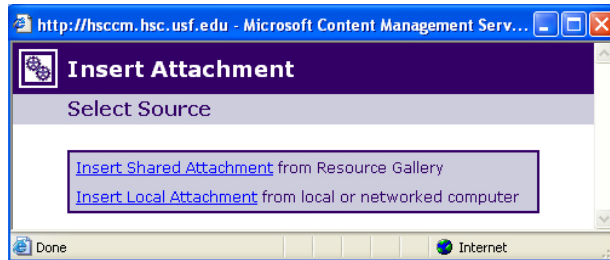 http://hsccm.hsc.usf.edu - Microsoft Content Management Serv...
Insert Attachment
Select Source
Insert Shared Attachment from Resource Gallery
Insert Local Attachment from local or networked computer
Done
Internet